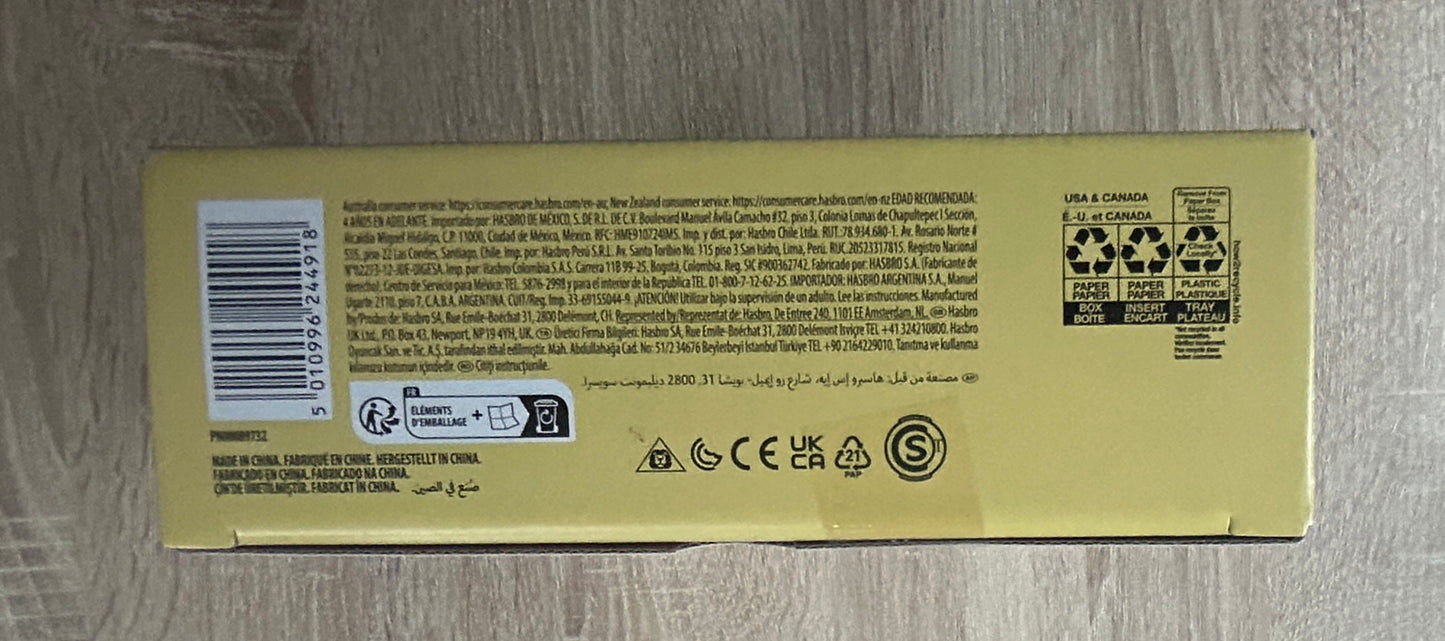 5 010996 244918
Australia consumer service: https://consumercare.hasbro.com/en-au; New Zealand consumer service: https://consumercare.hasbro.com/en-nz EDAD RECOMENDADA:
4 AÑOS EN ADELANTE. Importado por: HASBRO DE MÉXICO, S. DE R.L. DE C.V. Boulevard Manuel Ávila Camacho #32, piso 3, Colonia Lomas de Chapultepec I Sección,
Alcaldía Miguel Hidalgo, C.P. 11000, Ciudad de México, México. RFC: HME910724BM5. Imp. y dist. por: Hasbro Chile Ltda. RUT.:78.934.680-1. Av. Rosario Norte #
535, piso 22 Las Condes, Santiago, Chile. Imp. por: Hasbro Perú S.R.L. Av. Santo Toribio No. 115 piso 3 San Isidro, Lima, Perú. RUC.20523317815, Registro Nacional
Imp. por: Hasbro Colombia S.A.S. Carrera 11B 99-25, Bogotá, Colombia. Reg. SIC #900362742. Fabricado por: HASBRO S.A. (Fabricante de
derecho). Centro de Servicio para México: TEL. 5876-2998 y para el interior de la República TEL. 01-800-7-12-62-25. IMPORTADOR: HASBRO ARGENTINA S.A., Manuel
Ugarte 2110, piso 7, C.A.B.A. ARGENTINA. CUIT/Reg. Imp. 33-69155044-9. ¡ATENCIÓN! Utilizar bajo la supervisión de un adulto. Lee las instrucciones. Manufactured
by/Produs de: Hasbro SA, Rue Emile-Boéchat 31, 2800 Delémont, CH. Represented by/Reprezentat de: Hasbro, De Entree 240, 1101 EE Amsterdam, NL. Hasbro
UK Ltd., P.O. Box 43, Newport, NP19 4YH, UK. TR Üretici Firma Bilgileri: Hasbro SA, Rue Emile-Boéchat 31, 2800 Delémont İsviçre TEL +41 324210800. Hasbro
Oyuncak San. ve Tic. A.Ş. tarafından ithal edilmiştir. Mah. Abdullahağa Cad. No: 51/2 34676 Beylerbeyi İstanbul Türkiye TEL +90 2164229010. Tanıtma ve kullanma
kılavuzu kutunun içindedir. RO Citiți instrucțiunile.
مصنعة من قبل: هاسبرو إس إيه، شارع رو إميل- بويشا 31، 2800 ديليمونت سويسرا.
FR
ÉLÉMENTS
D'EMBALLAGE +
MADE IN CHINA. FABRIQUÉ EN CHINE. HERGESTELLT IN CHINA.
FABRICADO EN CHINA. FABRICADO NA CHINA.
ÇİN'DE ÜRETİLMİŞTİR. FABRICAT ÎN CHINA. صُنع في الصين.
CE UK CA 21 PAP S
USA & CANADA
É.-U. et CANADA
Remove From
Paper Box
Séparez
la boîte
Check
Locally*
PAPER PAPER PLASTIC
PAPIER PAPIER PLASTIQUE
BOX INSERT TRAY
BOITE ENCART PLATEAU
*Not recycled in all
communities.
how2recycle.info